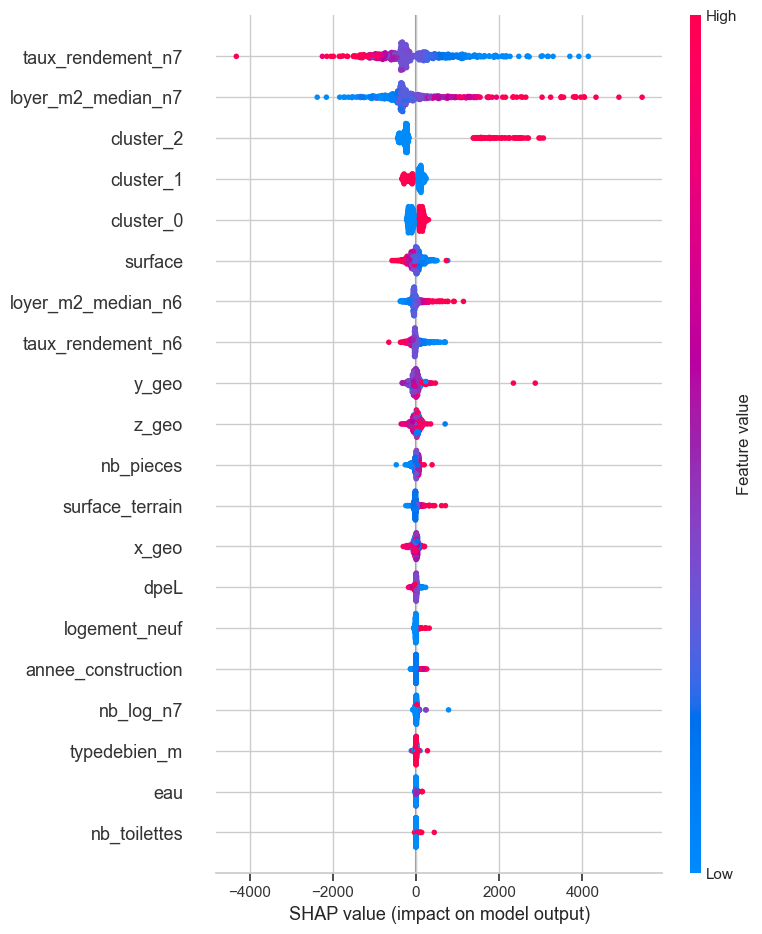 High
taux_rendement_n7
loyer_m2_median_n7
cluster_2
cluster_1
cluster_0
surface
loyer_m2_median_n6
taux_rendement_n6
y_geo
z_geo
nb_pieces
surface_terrain
x_geo
dpeL
logement_neuf
annee_construction
nb_log_n7
typedebien_m
eau
nb_toilettes
Feature value
Low
−4000 −2000 0 2000 4000
SHAP value (impact on model output)